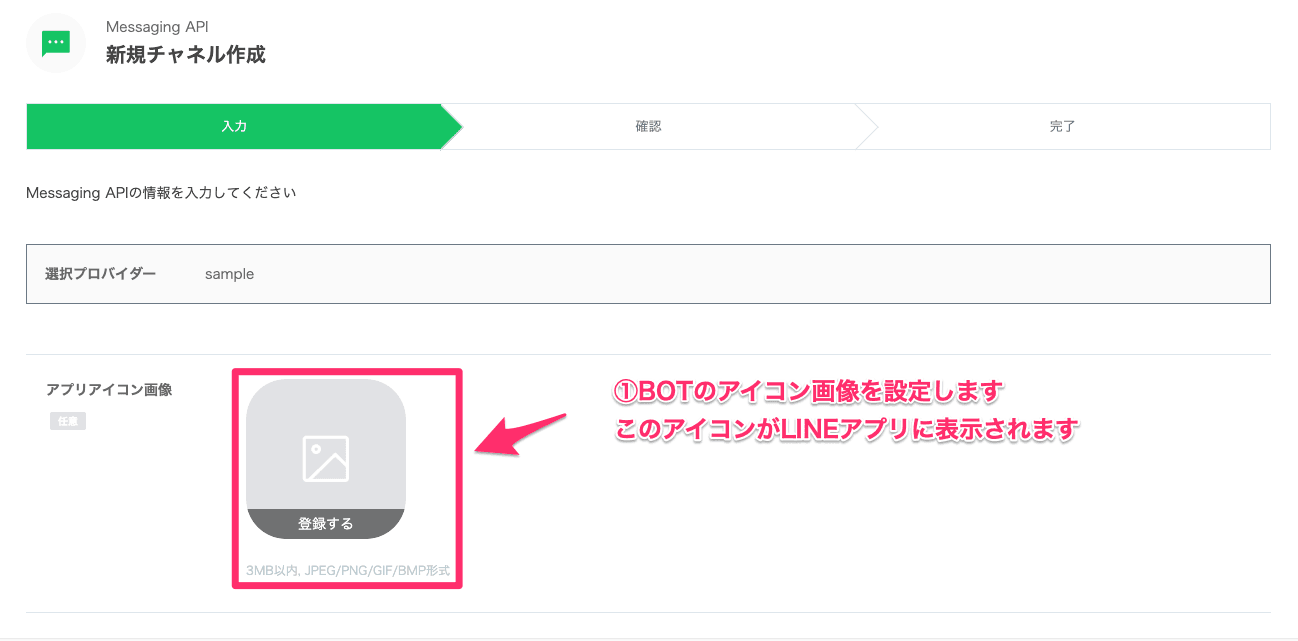 Messaging API
新規チャネル作成
入力
確認
完了
Messaging APIの情報を入力してください
選択プロバイダー sample
アプリアイコン画像
任意
登録する
3MB以内, JPEG/PNG/GIF/BMP形式
①BOTのアイコン画像を設定します
このアイコンがLINEアプリに表示されます